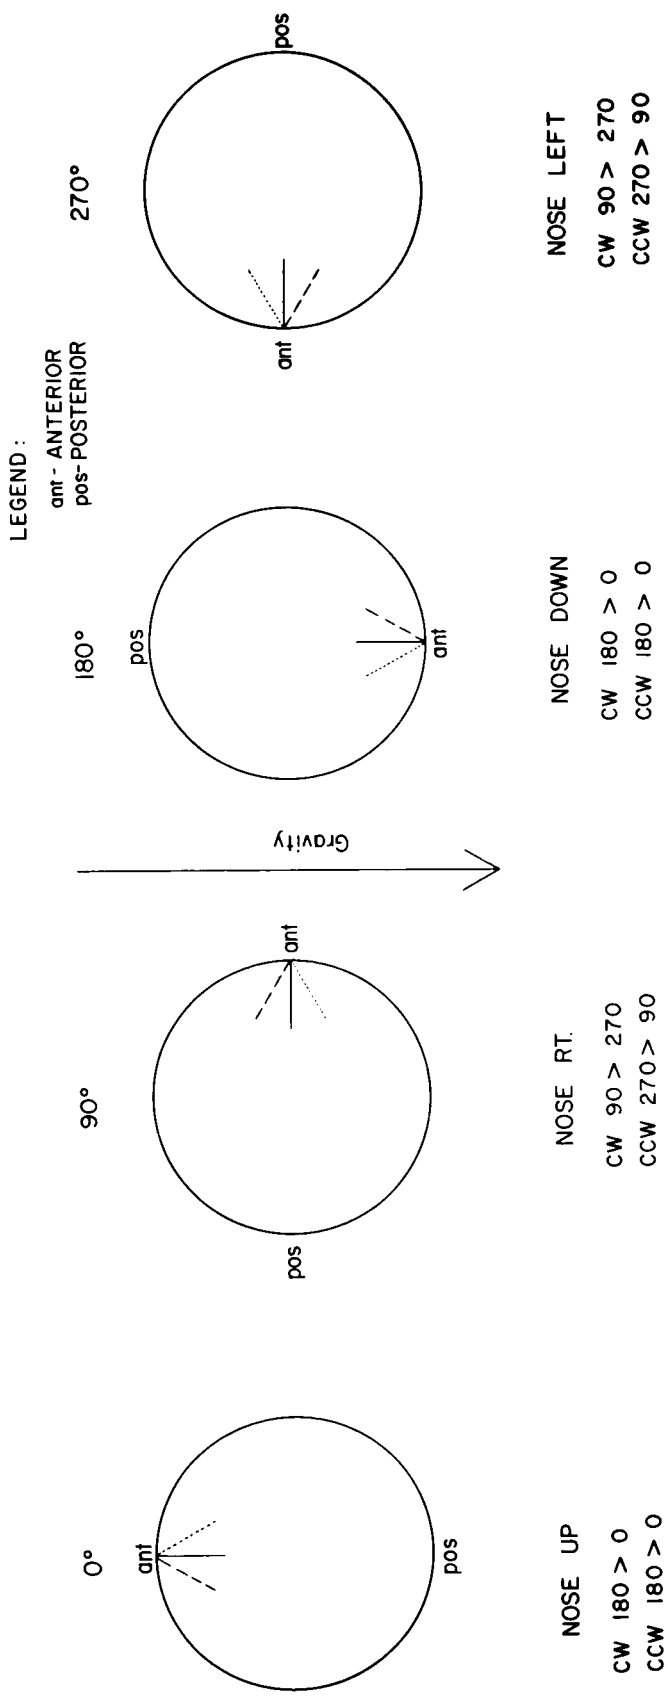 LEGEND:
ant - ANTERIOR
pos- POSTERIOR
0°
ant
pos
NOSE UP
CW 180 > 0
CCW 180 > 0
90°
ant
pos
NOSE RT.
CW 90 > 270
CCW 270 > 90
Gravity
180°
pos
ant
NOSE DOWN
CW 180 > 0
CCW 180 > 0
270°
pos
ant
NOSE LEFT
CW 90 > 270
CCW 270 > 90